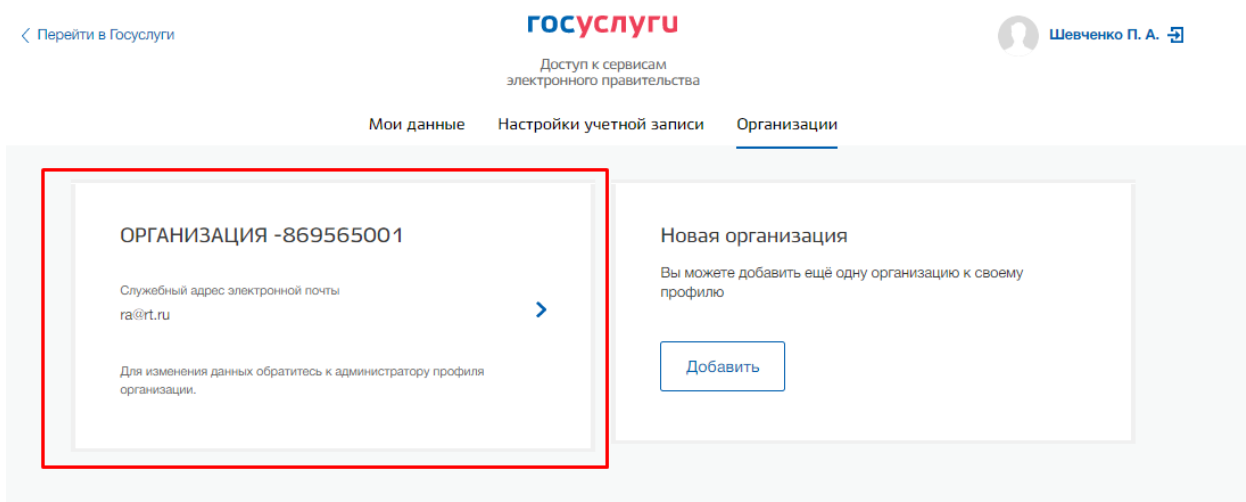 Перейти в Госуслуги
госуслуги
Шевченко П. А.
Доступ к сервисам
электронного правительства
Мои данные
Настройки учетной записи
Организации
ОРГАНИЗАЦИЯ -869565001
Служебный адрес электронной почты
ra@rt.ru
Для изменения данных обратитесь к администратору профиля
организации.
Новая организация
Вы можете добавить ещё одну организацию к своему
профилю
Добавить